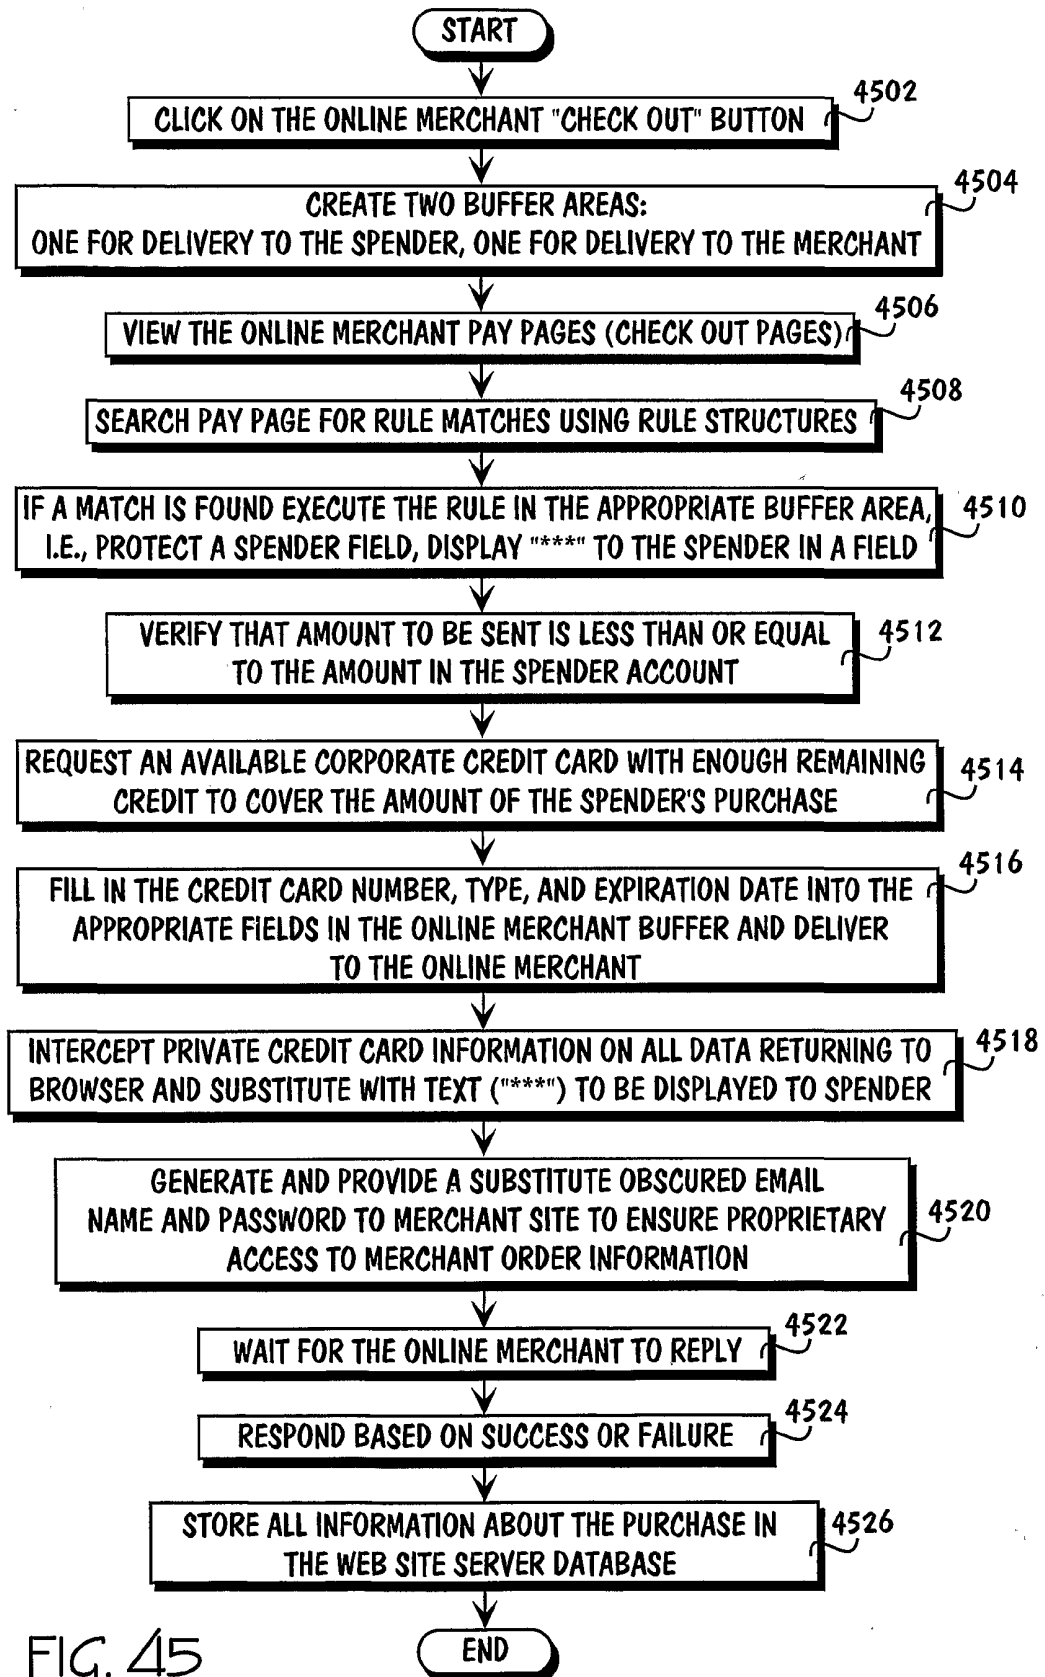 START
4502
CLICK ON THE ONLINE MERCHANT "CHECK OUT" BUTTON
4504
CREATE TWO BUFFER AREAS:
ONE FOR DELIVERY TO THE SPENDER, ONE FOR DELIVERY TO THE MERCHANT
4506
VIEW THE ONLINE MERCHANT PAY PAGES (CHECK OUT PAGES)
4508
SEARCH PAY PAGE FOR RULE MATCHES USING RULE STRUCTURES
4510
IF A MATCH IS FOUND EXECUTE THE RULE IN THE APPROPRIATE BUFFER AREA,
I.E., PROTECT A SPENDER FIELD, DISPLAY "***" TO THE SPENDER IN A FIELD
4512
VERIFY THAT AMOUNT TO BE SENT IS LESS THAN OR EQUAL
TO THE AMOUNT IN THE SPENDER ACCOUNT
4514
REQUEST AN AVAILABLE CORPORATE CREDIT CARD WITH ENOUGH REMAINING
CREDIT TO COVER THE AMOUNT OF THE SPENDER'S PURCHASE
4516
FILL IN THE CREDIT CARD NUMBER, TYPE, AND EXPIRATION DATE INTO THE
APPROPRIATE FIELDS IN THE ONLINE MERCHANT BUFFER AND DELIVER
TO THE ONLINE MERCHANT
4518
INTERCEPT PRIVATE CREDIT CARD INFORMATION ON ALL DATA RETURNING TO
BROWSER AND SUBSTITUTE WITH TEXT ("***") TO BE DISPLAYED TO SPENDER
4520
GENERATE AND PROVIDE A SUBSTITUTE OBSCURED EMAIL
NAME AND PASSWORD TO MERCHANT SITE TO ENSURE PROPRIETARY
ACCESS TO MERCHANT ORDER INFORMATION
4522
WAIT FOR THE ONLINE MERCHANT TO REPLY
4524
RESPOND BASED ON SUCCESS OR FAILURE
4526
STORE ALL INFORMATION ABOUT THE PURCHASE IN
THE WEB SITE SERVER DATABASE
END
FIG. 45